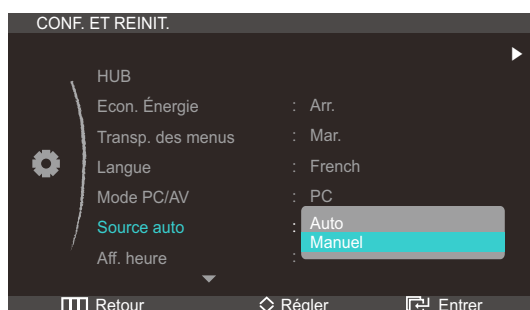 CONF. ET REINIT.
HUB
Econ. Énergie : Arr.
Transp. des menus : Mar.
Langue : French
Mode PC/AV : PC
Source auto : Auto
Manuel
Aff. heure :
Retour Régler Entrer